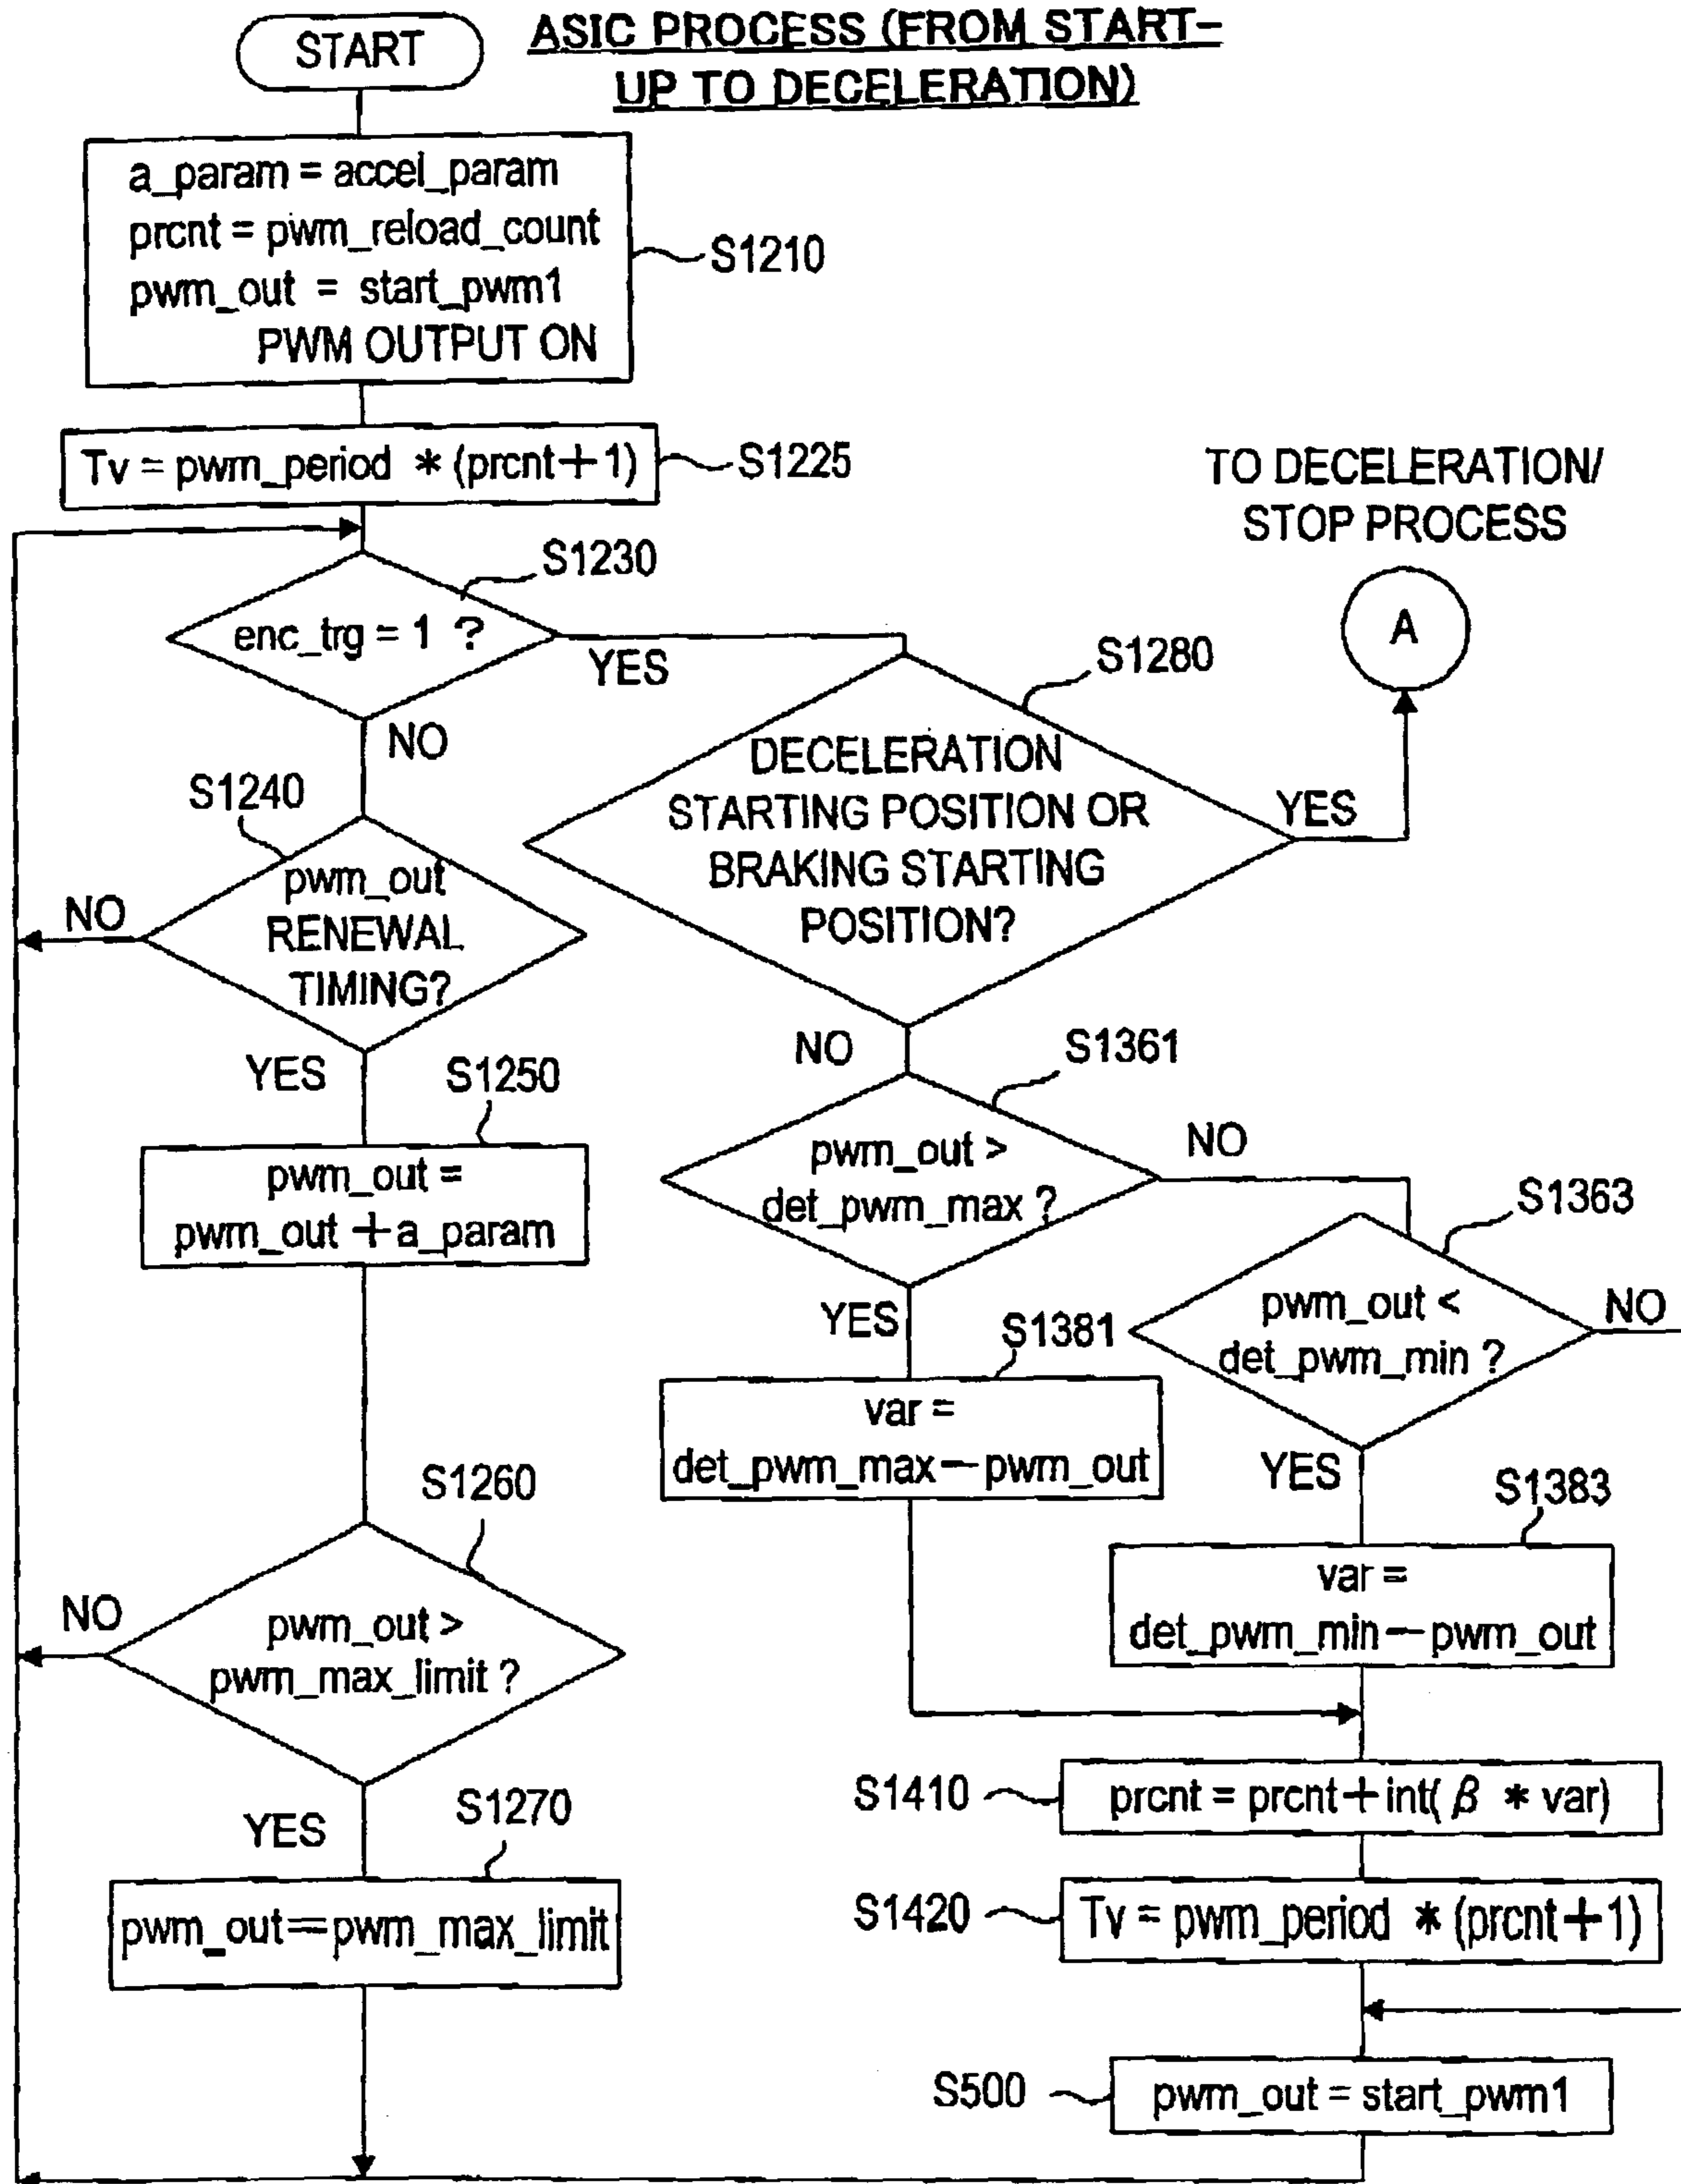 START
ASIC PROCESS (FROM START-
UP TO DECELERATION)
a_param = accel_param
prcnt = pwm_reload_count
pwm_out = start_pwm1
PWM OUTPUT ON
S1210
Tv = pwm_period * (prcnt+1)
S1225
TO DECELERATION/
STOP PROCESS
A
S1230
enc_trg = 1 ?
YES
NO
S1280
DECELERATION
STARTING POSITION OR
BRAKING STARTING
POSITION?
YES
NO
S1240
pwm_out
RENEWAL
TIMING?
NO
YES
S1250
pwm_out =
pwm_out +a_param
S1361
pwm_out >
det_pwm_max ?
NO
YES
S1363
pwm_out <
det_pwm_min ?
NO
YES
S1381
var =
det_pwm_max—pwm_out
S1383
var =
det_pwm_min—pwm_out
S1260
pwm_out >
pwm_max_limit ?
NO
YES
S1270
pwm_out=pwm_max_limit
S1410
prcnt = prcnt+int( β * var)
S1420
Tv = pwm_period * (prcnt+1)
S500
pwm_out = start_pwm1